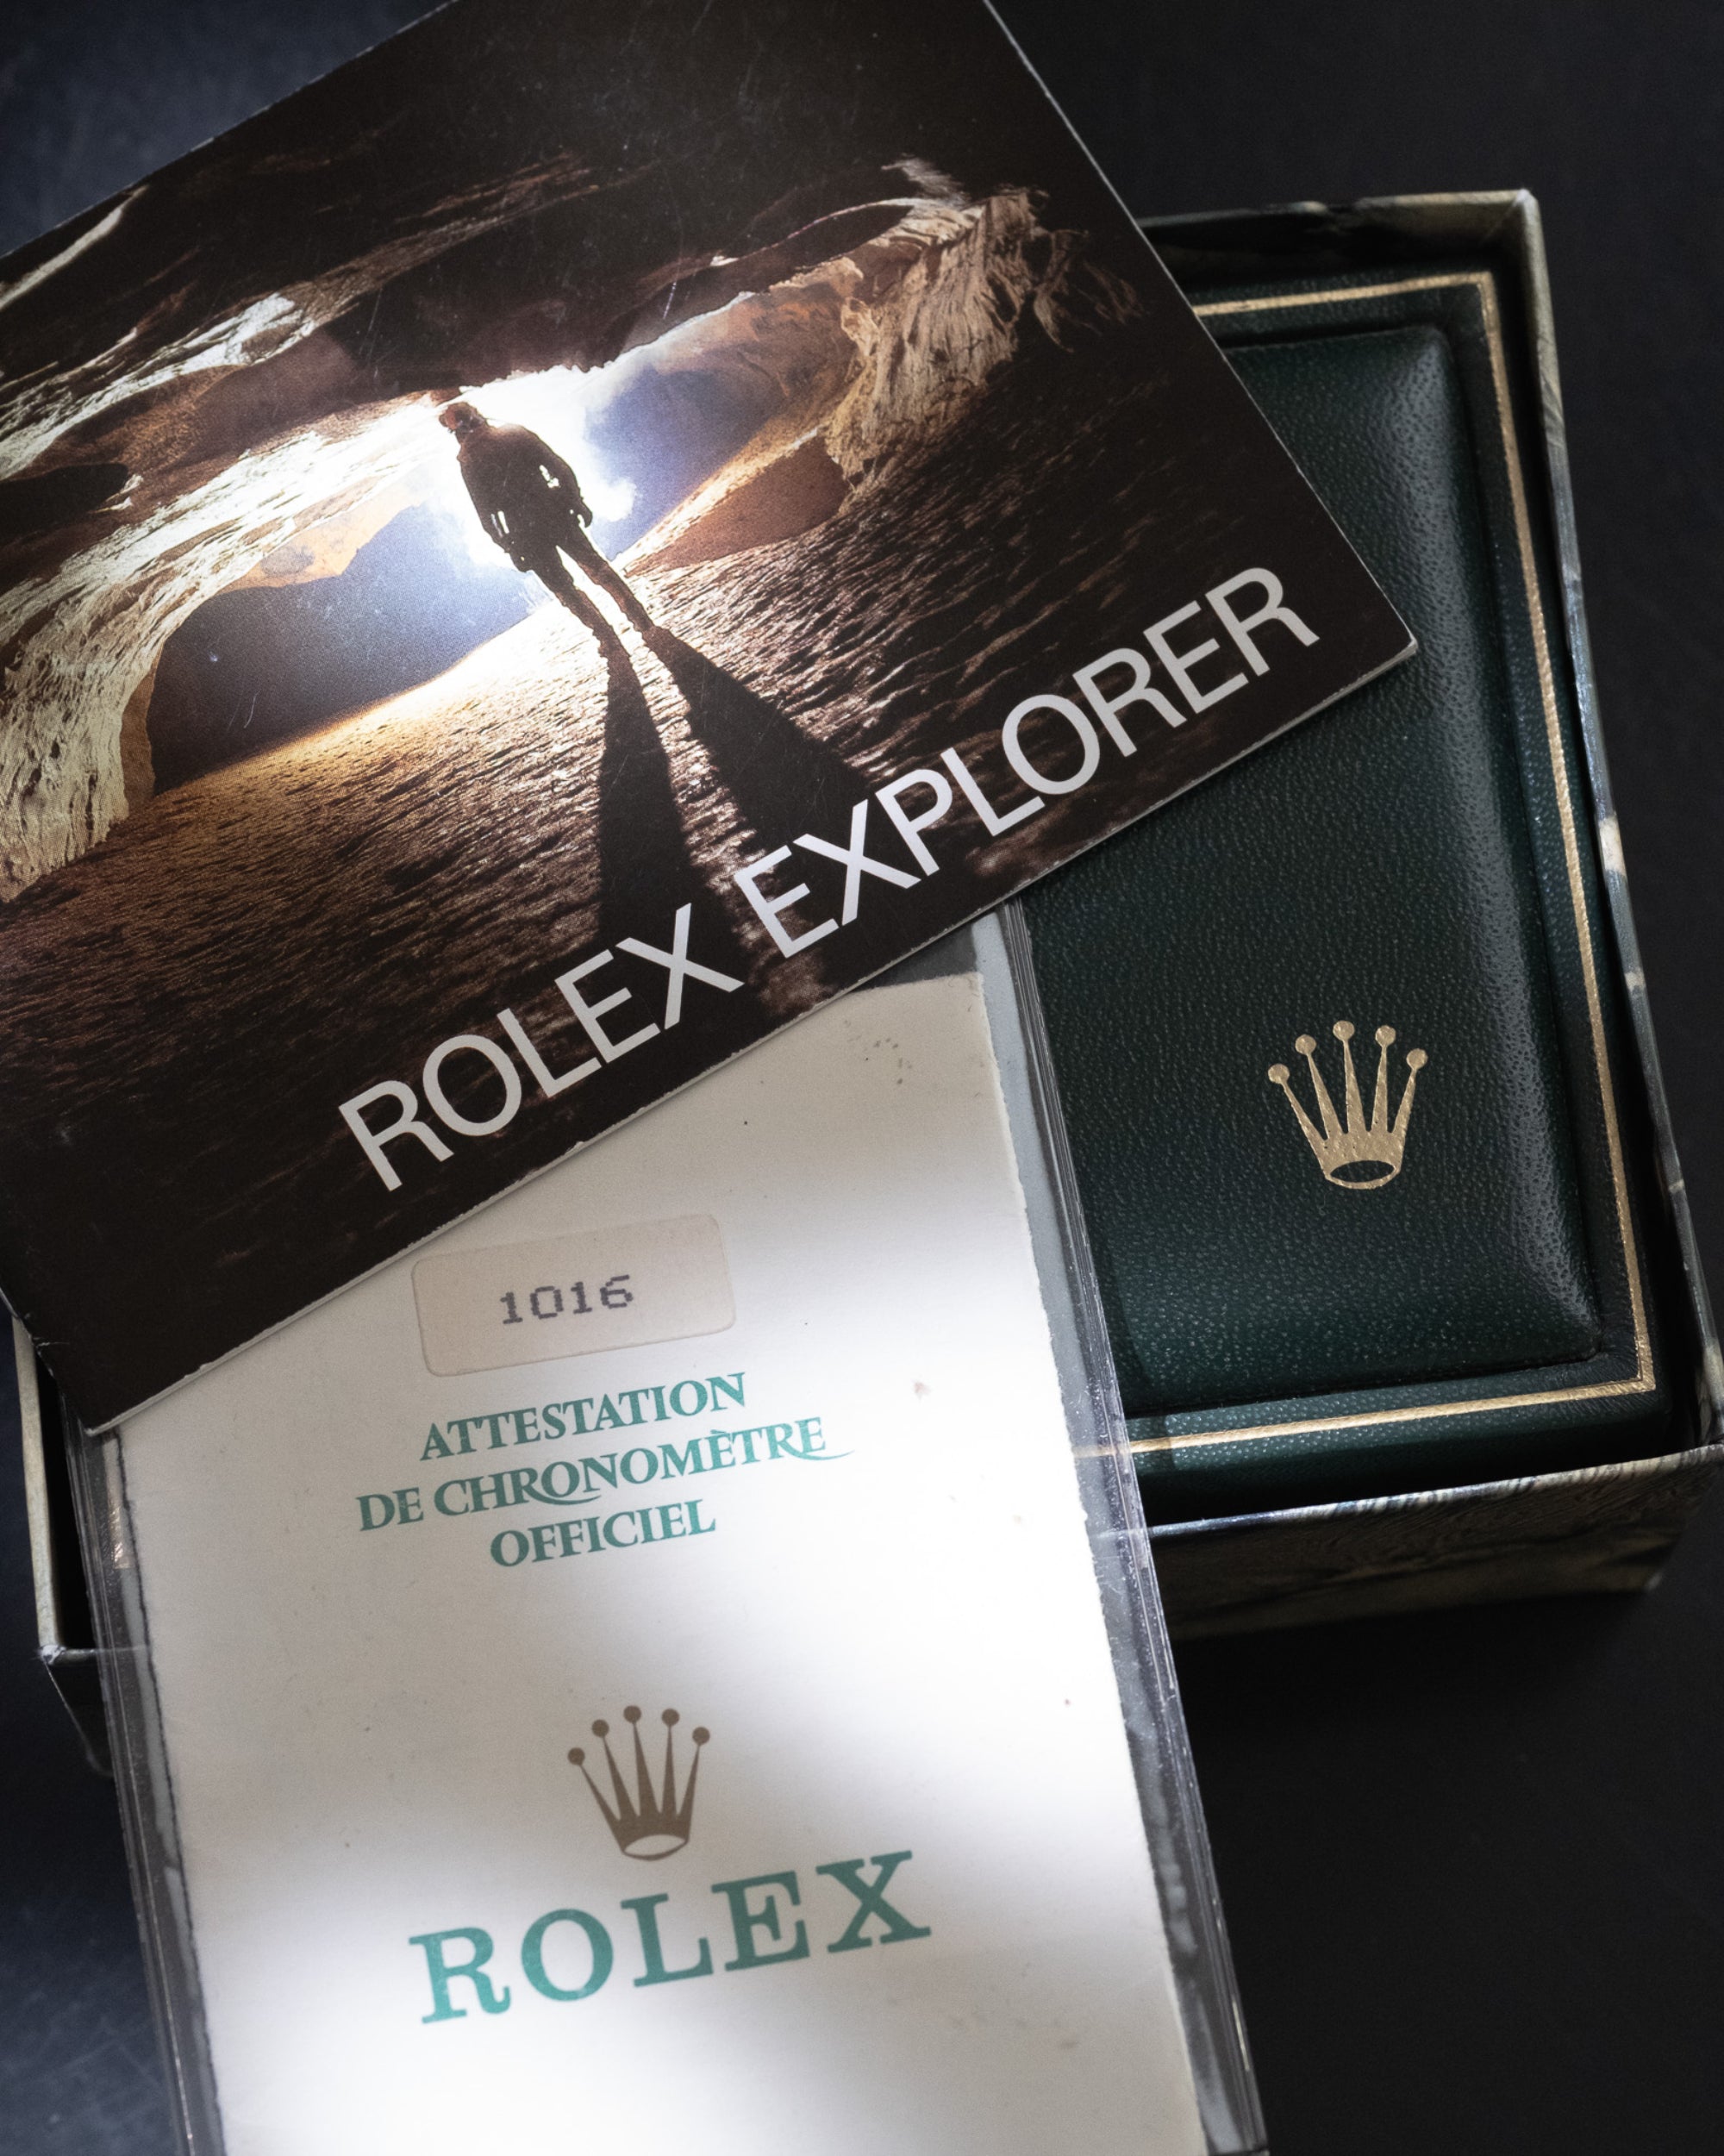 ROLEX EXPLORER
1016
ATTESTATION
DE CHRONOMÈTRE
OFFICIEL
ROLEX